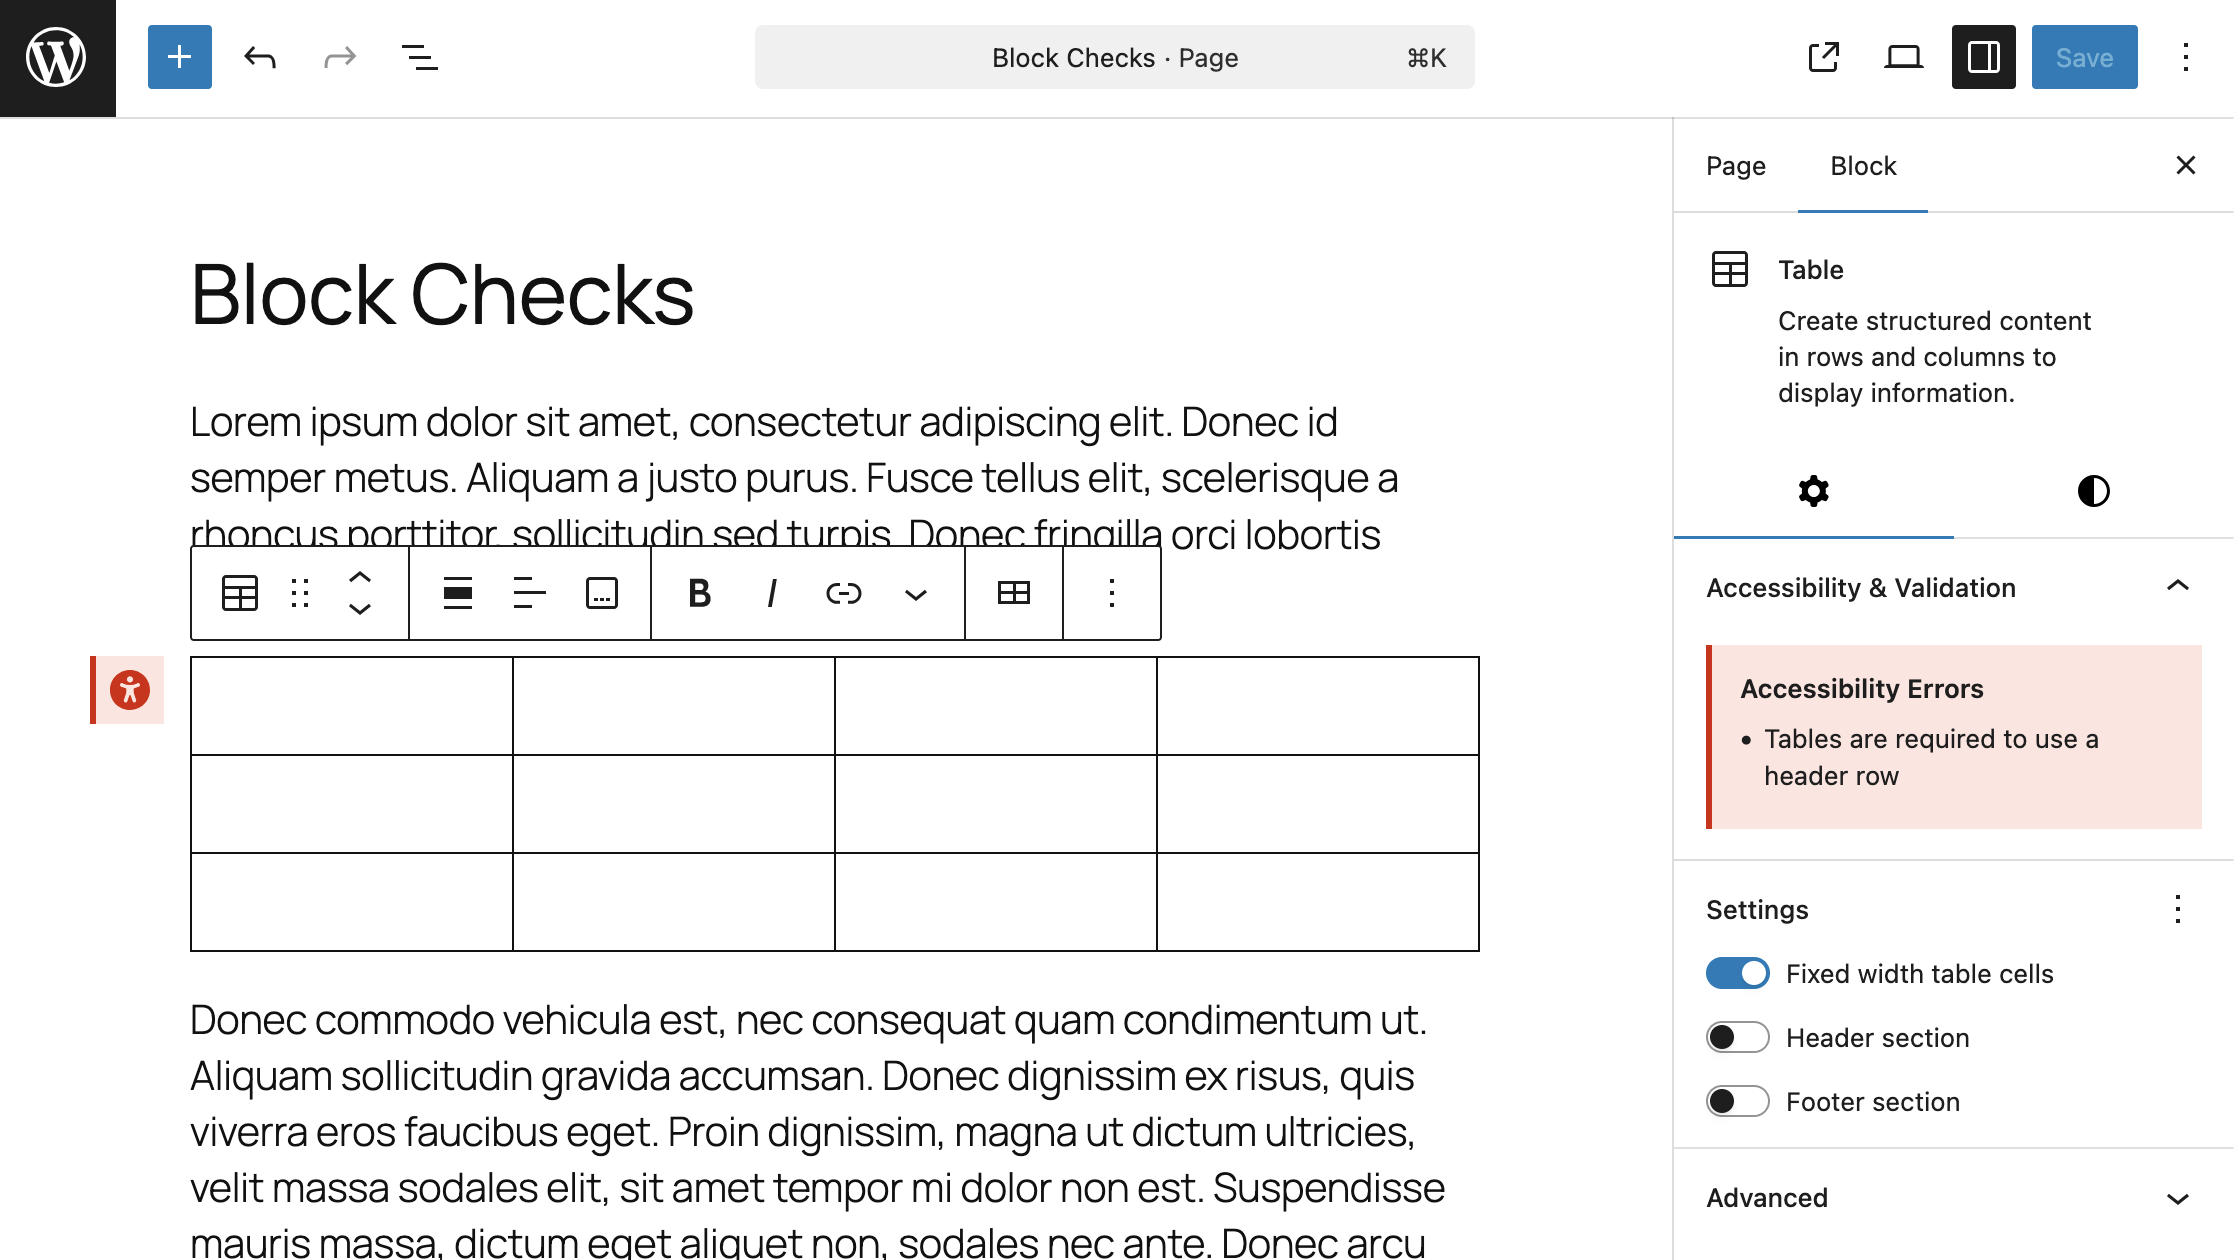 Block Checks · Page ⌘K
Save
Block Checks
Lorem ipsum dolor sit amet, consectetur adipiscing elit. Donec id
semper metus. Aliquam a justo purus. Fusce tellus elit, scelerisque a
rhoncus porttitor, sollicitudin sed turpis. Donec fringilla orci lobortis
B I
Donec commodo vehicula est, nec consequat quam condimentum ut.
Aliquam sollicitudin gravida accumsan. Donec dignissim ex risus, quis
viverra eros faucibus eget. Proin dignissim, magna ut dictum ultricies,
velit massa sodales elit, sit amet tempor mi dolor non est. Suspendisse
mauris massa, dictum eget aliquet non, sodales nec ante. Donec arcu
Page Block
Table
Create structured content
in rows and columns to
display information.
Accessibility & Validation
Accessibility Errors
• Tables are required to use a
header row
Settings
Fixed width table cells
Header section
Footer section
Advanced